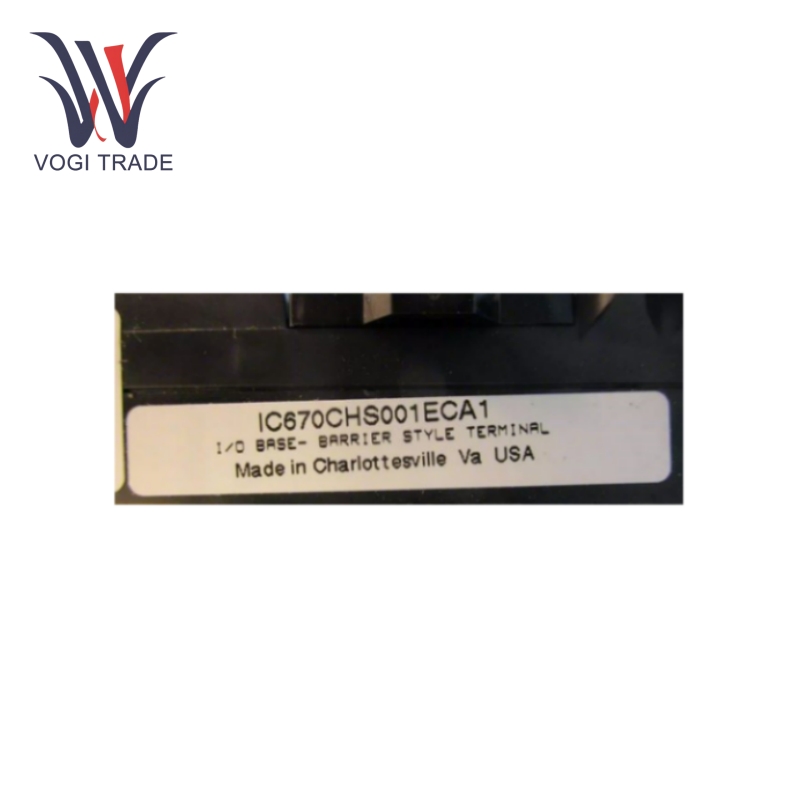 VOGI TRADE
IC670CHS001ECA1
I/O BASE- BARRIER STYLE TERMINAL
Made in Charlottesville Va USA